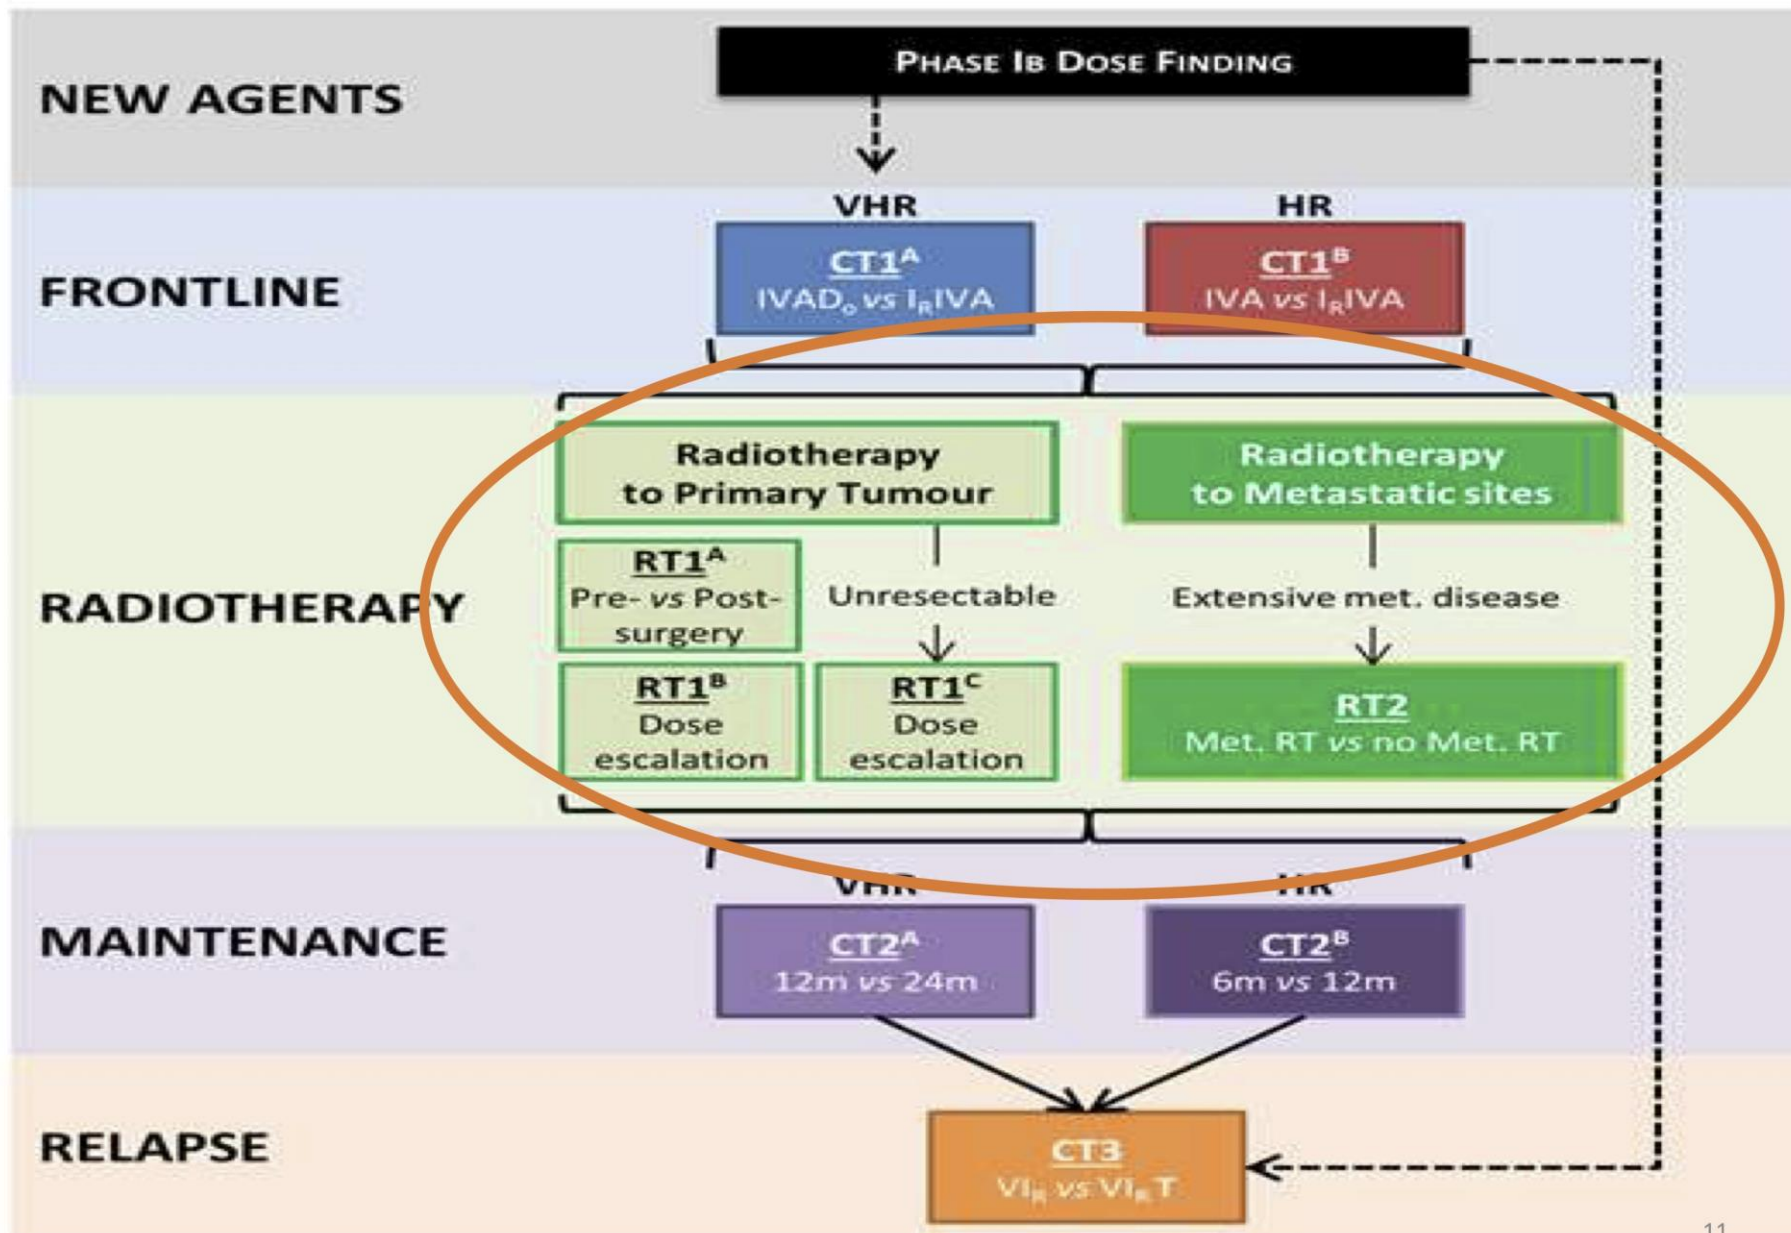 PHASE IB DOSE FINDING
NEW AGENTS
VHR
HR
FRONTLINE
CT1ᴬ
IVADₒ vs IᵣIVA
CT1ᴮ
IVA vs IᵣIVA
Radiotherapy
to Primary Tumour
Radiotherapy
to Metastatic sites
RADIOTHERAPY
RT1ᴬ
Pre- vs Post-
surgery
Unresectable
Extensive met. disease
RT1ᴮ
Dose
escalation
RT1ᶜ
Dose
escalation
RT2
Met. RT vs no Met. RT
VHR
HR
MAINTENANCE
CT2ᴬ
12m vs 24m
CT2ᴮ
6m vs 12m
RELAPSE
CT3
VIᵣ vs VIᵣT
11